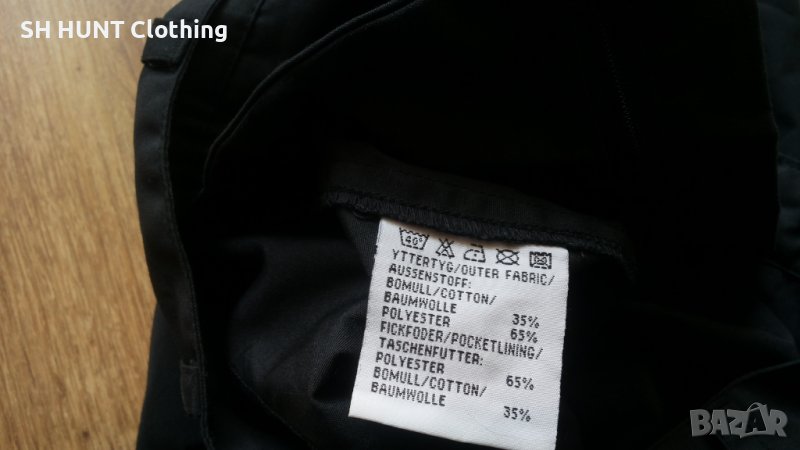 SH HUNT Clothing
40°
YTTERTYG/OUTER FABRIC/
AUSSENSTOFF:
BOMULL/COTTON/
BAUMWOLLE 35%
POLYESTER 65%
FICKFODER/POCKETLINING/
TASCHENFUTTER:
POLYESTER 65%
BOMULL/COTTON/
BAUMWOLLE 35%
BAZAR